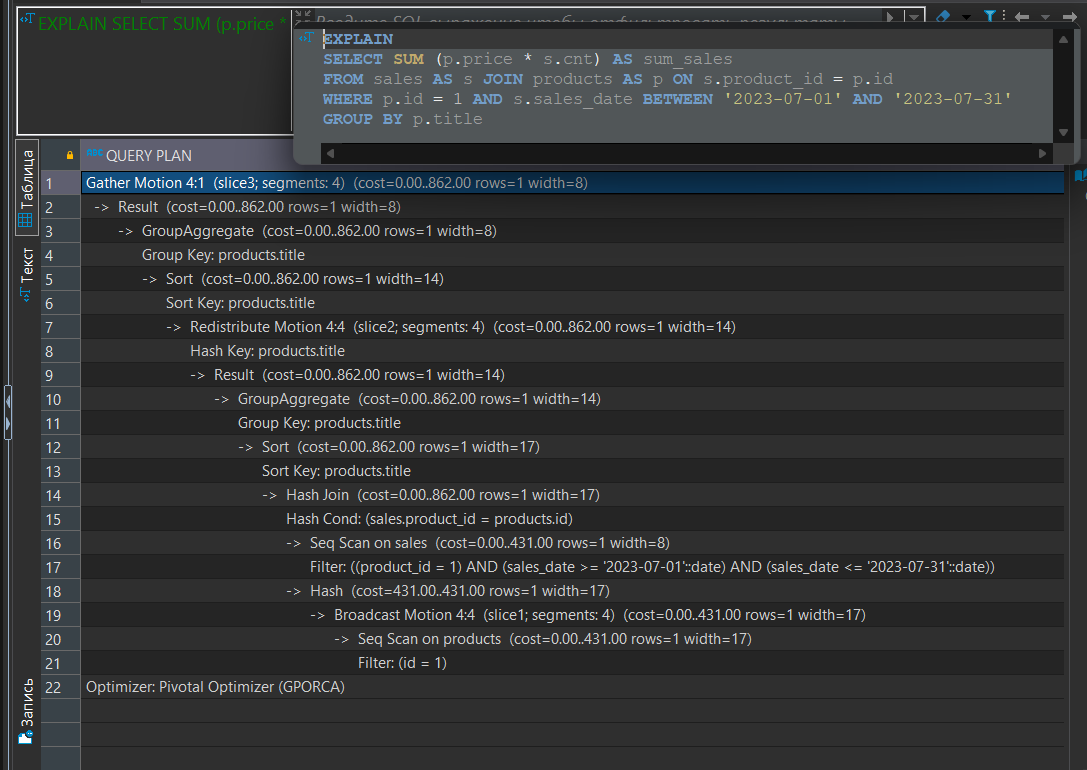 EXPLAIN SELECT SUM (p.price *
EXPLAIN
SELECT SUM (p.price * s.cnt) AS sum_sales
FROM sales AS s JOIN products AS p ON s.product_id = p.id
WHERE p.id = 1 AND s.sales_date BETWEEN '2023-07-01' AND '2023-07-31'
GROUP BY p.title
Таблица
Текст
Запись
QUERY PLAN
1 Gather Motion 4:1 (slice3; segments: 4) (cost=0.00..862.00 rows=1 width=8)
2 -> Result (cost=0.00..862.00 rows=1 width=8)
3 -> GroupAggregate (cost=0.00..862.00 rows=1 width=8)
4 Group Key: products.title
5 -> Sort (cost=0.00..862.00 rows=1 width=14)
6 Sort Key: products.title
7 -> Redistribute Motion 4:4 (slice2; segments: 4) (cost=0.00..862.00 rows=1 width=14)
8 Hash Key: products.title
9 -> Result (cost=0.00..862.00 rows=1 width=14)
10 -> GroupAggregate (cost=0.00..862.00 rows=1 width=14)
11 Group Key: products.title
12 -> Sort (cost=0.00..862.00 rows=1 width=17)
13 Sort Key: products.title
14 -> Hash Join (cost=0.00..862.00 rows=1 width=17)
15 Hash Cond: (sales.product_id = products.id)
16 -> Seq Scan on sales (cost=0.00..431.00 rows=1 width=8)
17 Filter: ((product_id = 1) AND (sales_date >= '2023-07-01'::date) AND (sales_date <= '2023-07-31'::date))
18 -> Hash (cost=431.00..431.00 rows=1 width=17)
19 -> Broadcast Motion 4:4 (slice1; segments: 4) (cost=0.00..431.00 rows=1 width=17)
20 -> Seq Scan on products (cost=0.00..431.00 rows=1 width=17)
21 Filter: (id = 1)
22 Optimizer: Pivotal Optimizer (GPORCA)